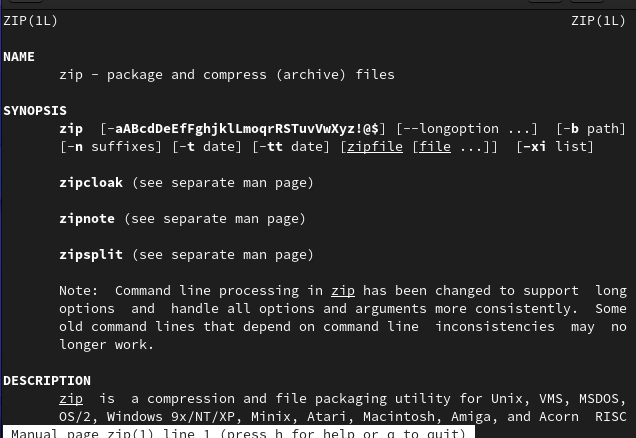 ZIP(1L) ZIP(1L)
NAME
zip - package and compress (archive) files
SYNOPSIS
zip [-aABcdDeEfFghjklLmoqrRSTuvVwXyz!@$] [--longoption ...] [-b path]
[-n suffixes] [-t date] [-tt date] [zipfile [file ...]] [-xi list]
zipcloak (see separate man page)
zipnote (see separate man page)
zipsplit (see separate man page)
Note: Command line processing in zip has been changed to support long
options and handle all options and arguments more consistently. Some
old command lines that depend on command line inconsistencies may no
longer work.
DESCRIPTION
zip is a compression and file packaging utility for Unix, VMS, MSDOS,
OS/2, Windows 9x/NT/XP, Minix, Atari, Macintosh, Amiga, and Acorn RISC
Manual page zip(1) line 1 (press h for help or q to quit)